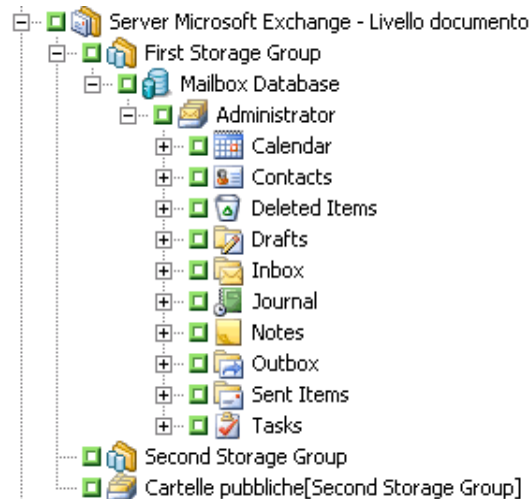 Server Microsoft Exchange - Livello documento
First Storage Group
Mailbox Database
Administrator
Calendar
Contacts
Deleted Items
Drafts
Inbox
Journal
Notes
Outbox
Sent Items
Tasks
Second Storage Group
Cartelle pubbliche[Second Storage Group]